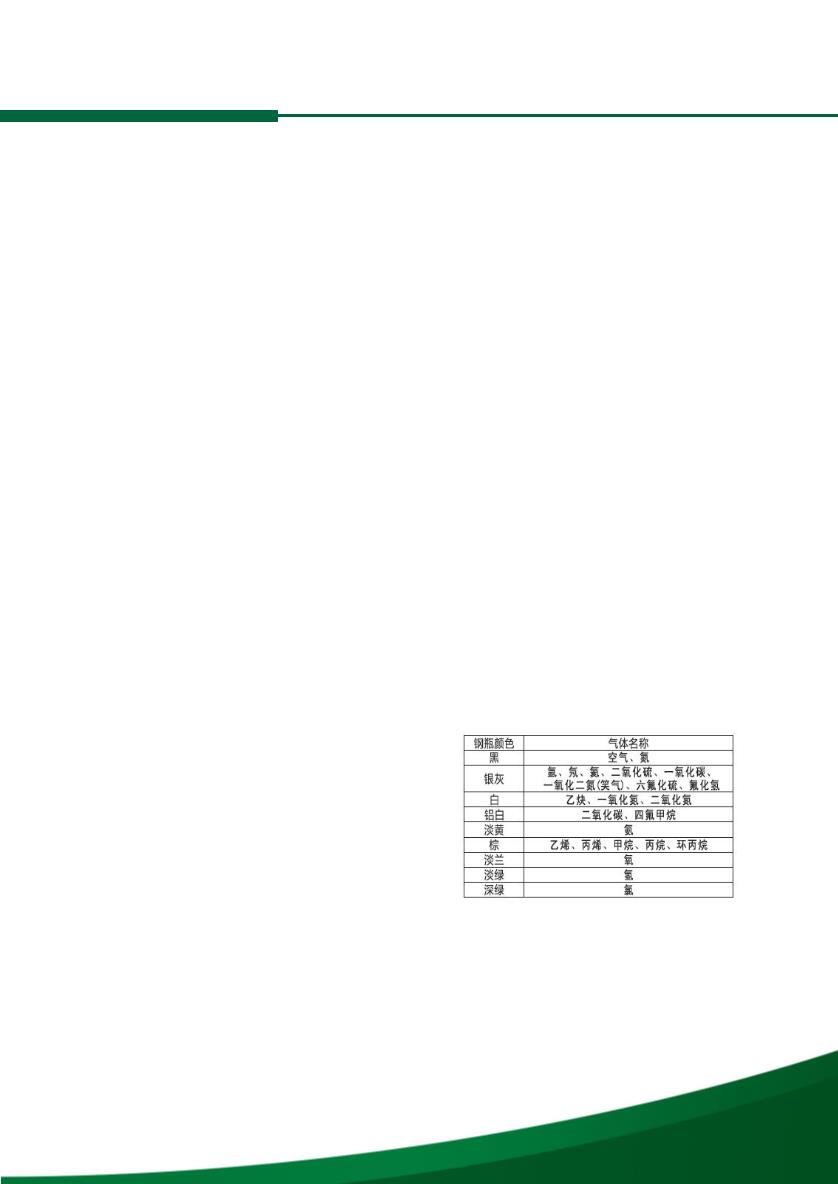 钢瓶颜色 气体名称
黑 空气、氮
银灰 氩、氖、氦、二氧化硫、一氧化碳、
一氧化二氮(笑气)、六氟化硫、氟化氢
白 乙炔、一氧化氮、二氧化氮
铝白 二氧化碳、四氟甲烷
淡黄 氨
棕 乙烯、丙烯、甲烷、丙烷、环丙烷
淡兰 氧
淡绿 氢
深绿 氯